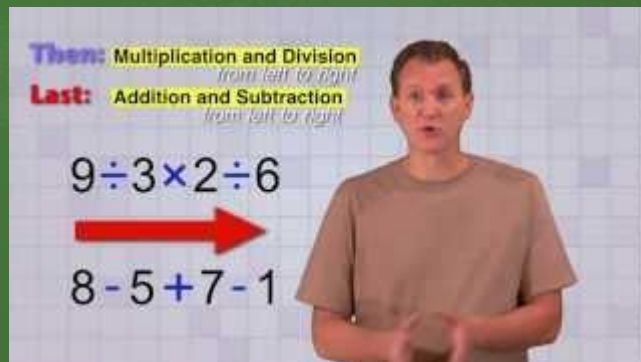 Then: Multiplication and Division
from left to right
Last: Addition and Subtraction
from left to right
9÷3×2÷6
8-5+7-1